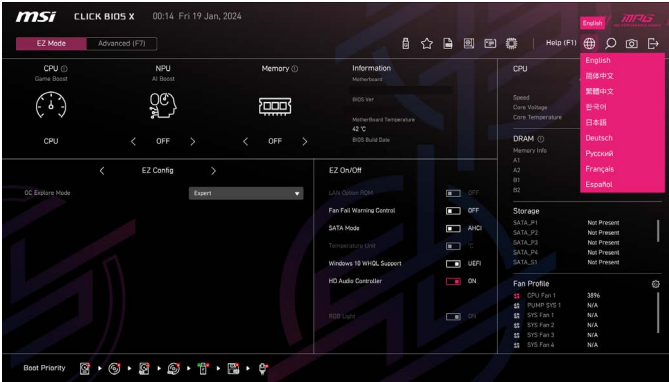 msi CLICK BIOS X 00:14 Fri 19 Jan, 2024
English
MPG
EZ Mode Advanced (F7)
Help (F1)
English
简体中文
繁體中文
한국어
日本語
Deutsch
Русский
Français
Español
CPU
Game Boost
CPU
NPU
AI Boost
OFF
Memory
OFF
Information
Motherboard
BIOS Ver
MotherBoard Temperature
42 °C
BIOS Build Date
CPU
Speed
Core Voltage
Core Temperature
DRAM
Memory Info
A1
A2
B1
B2
EZ Config
OC Explore Mode Expert
EZ On/Off
LAN Option ROM OFF
Fan Fail Warning Control OFF
SATA Mode AHCI
Temperature Unit °C
Windows 10 WHQL Support UEFI
HD Audio Controller ON
RGB Light ON
Storage
SATA_P1 Not Present
SATA_P2 Not Present
SATA_P3 Not Present
SATA_P4 Not Present
SATA_S1 Not Present
Fan Profile
CPU Fan 1 38%
PUMP SYS 1 N/A
SYS Fan 1 N/A
SYS Fan 2 N/A
SYS Fan 3 N/A
SYS Fan 4 N/A
Boot Priority